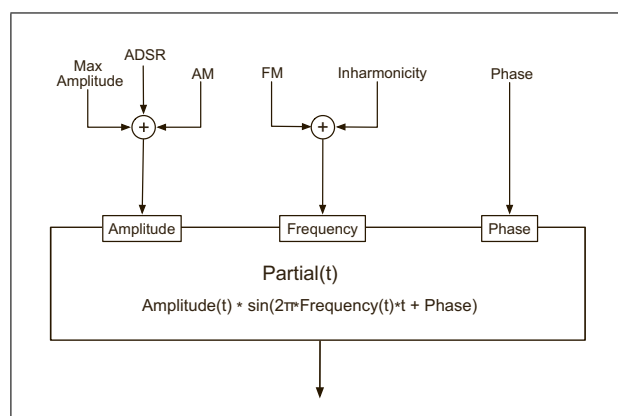 ADSR
Max
Amplitude
AM
FM
Inharmonicity
Phase
+
+
Amplitude
Frequency
Phase
Partial(t)
Amplitude(t) * sin(2π*Frequency(t)*t + Phase)